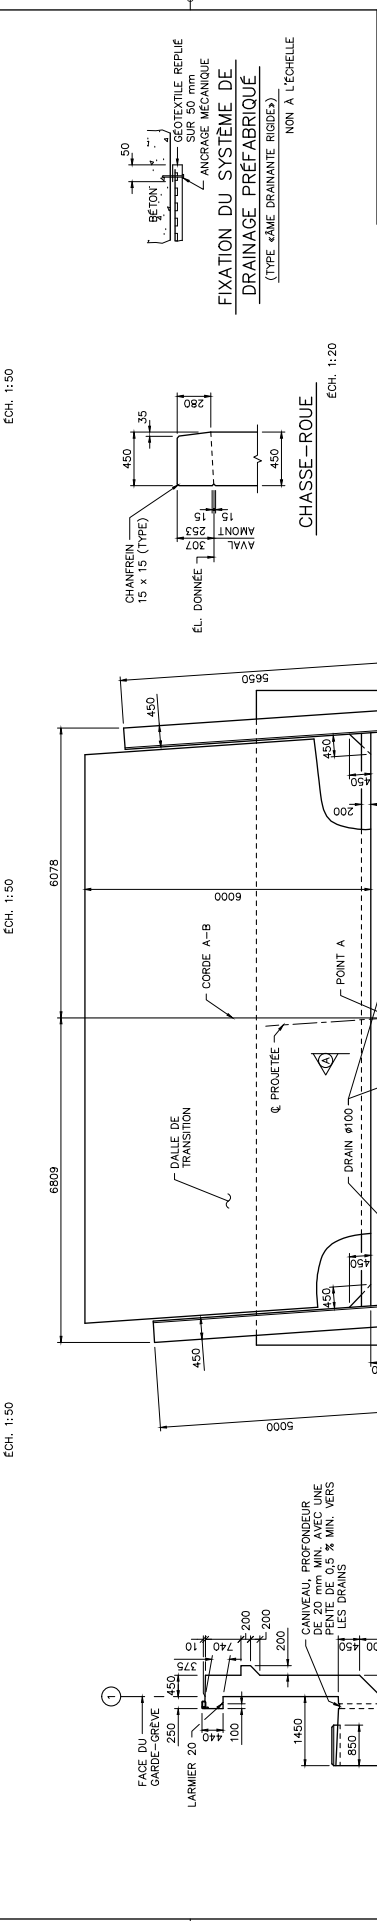 50
BÉTON
GÉOTEXTILE REPLIÉ
SUR 50 mm
ANCRAGE MÉCANIQUE
FIXATION DU SYSTÈME DE
DRAINAGE PRÉFABRIQUÉ
(TYPE «ÂME DRAINANTE RIGIDE»)
NON À L'ÉCHELLE
ÉCH. 1:50
CHANFREIN
15 x 15 (TYPE)
450
35
280
450
15
15
253
307
AMONT
AVAL
ÉL. DONNÉE
CHASSE-ROUE
ÉCH. 1:20
ÉCH. 1:50
5650
450
450
450
200
6078
6000
CORDE A-B
POINT A
℄ PROJETÉE
A
DALLE DE
TRANSITION
DRAIN ø100
6809
450
450
450
5000
ÉCH. 1:50
1
FACE DU
GARDE-GRÈVE
LARMIER 20
250
450
375
10
740
440
100
200
200
200
1450
850
450
CANIVEAU, PROFONDEUR
DE 20 mm MIN. AVEC UNE
PENTE DE 0,5 % MIN. VERS
LES DRAINS